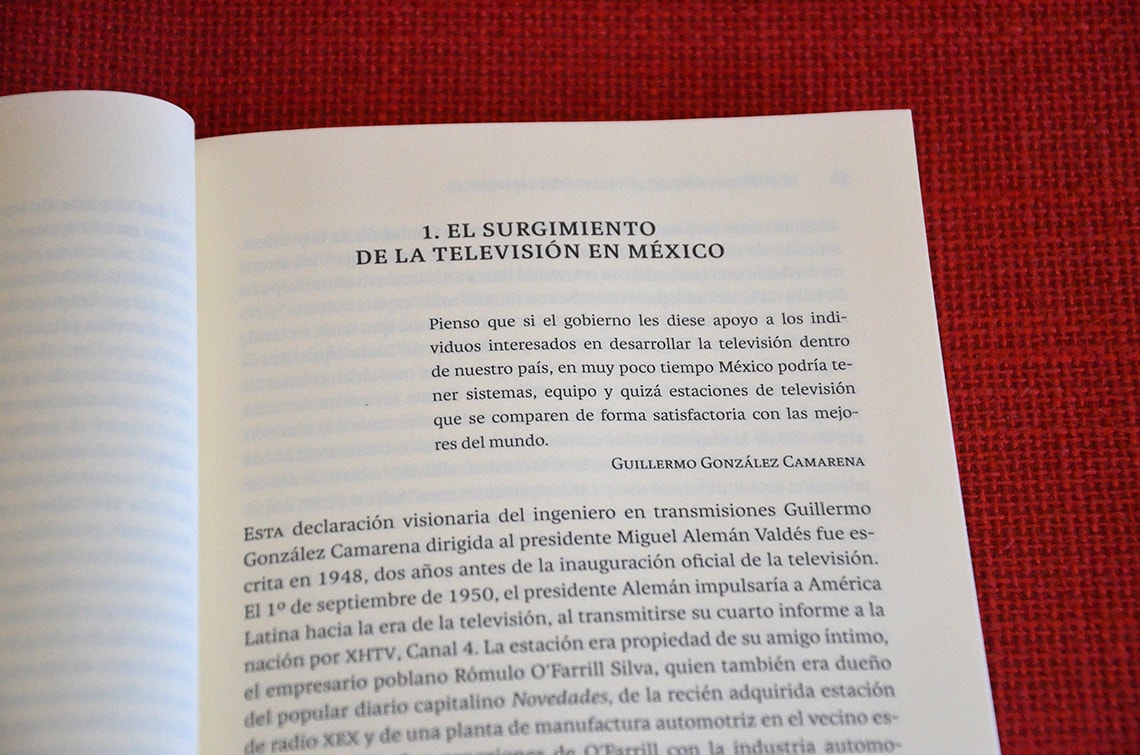 1. EL SURGIMIENTO
DE LA TELEVISIÓN EN MÉXICO
Pienso que si el gobierno les diese apoyo a los indi-
viduos interesados en desarrollar la televisión dentro
de nuestro país, en muy poco tiempo México podría te-
ner sistemas, equipo y quizá estaciones de televisión
que se comparen de forma satisfactoria con las mejo-
res del mundo.
GUILLERMO GONZÁLEZ CAMARENA
ESTA declaración visionaria del ingeniero en transmisiones Guillermo
González Camarena dirigida al presidente Miguel Alemán Valdés fue es-
crita en 1948, dos años antes de la inauguración oficial de la televisión.
El 1º de septiembre de 1950, el presidente Alemán impulsaría a América
Latina hacia la era de la televisión, al transmitirse su cuarto informe a la
nación por XHTV, Canal 4. La estación era propiedad de su amigo íntimo,
el empresario poblano Rómulo O'Farrill Silva, quien también era dueño
del popular diario capitalino Novedades, de la recién adquirida estación
de radio XEX y de una planta de manufactura automotriz en el vecino es-
de O'Farrill con la industria automo-